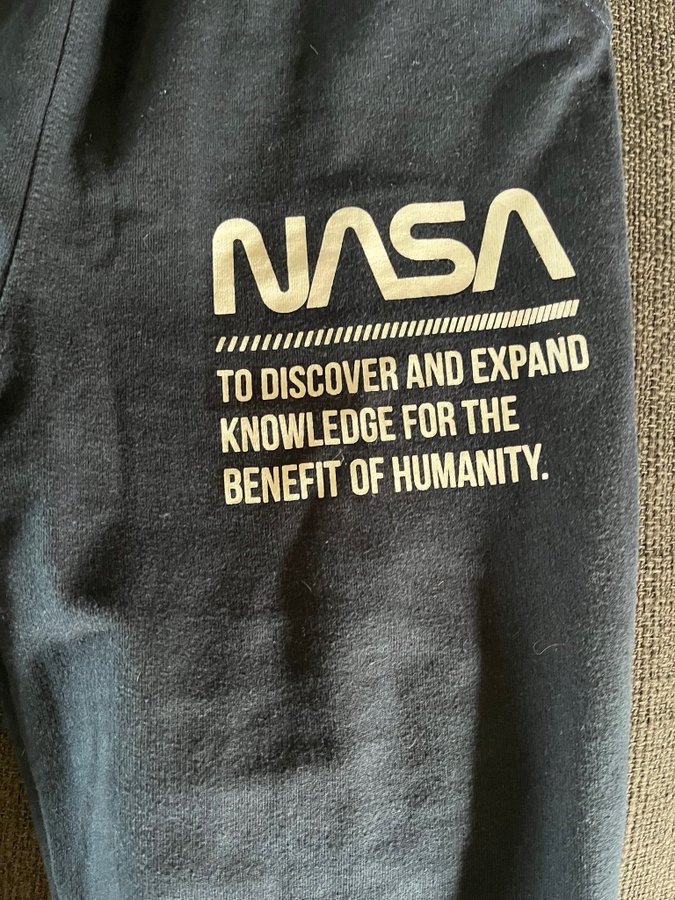 NASA
TO DISCOVER AND EXPAND
KNOWLEDGE FOR THE
BENEFIT OF HUMANITY.